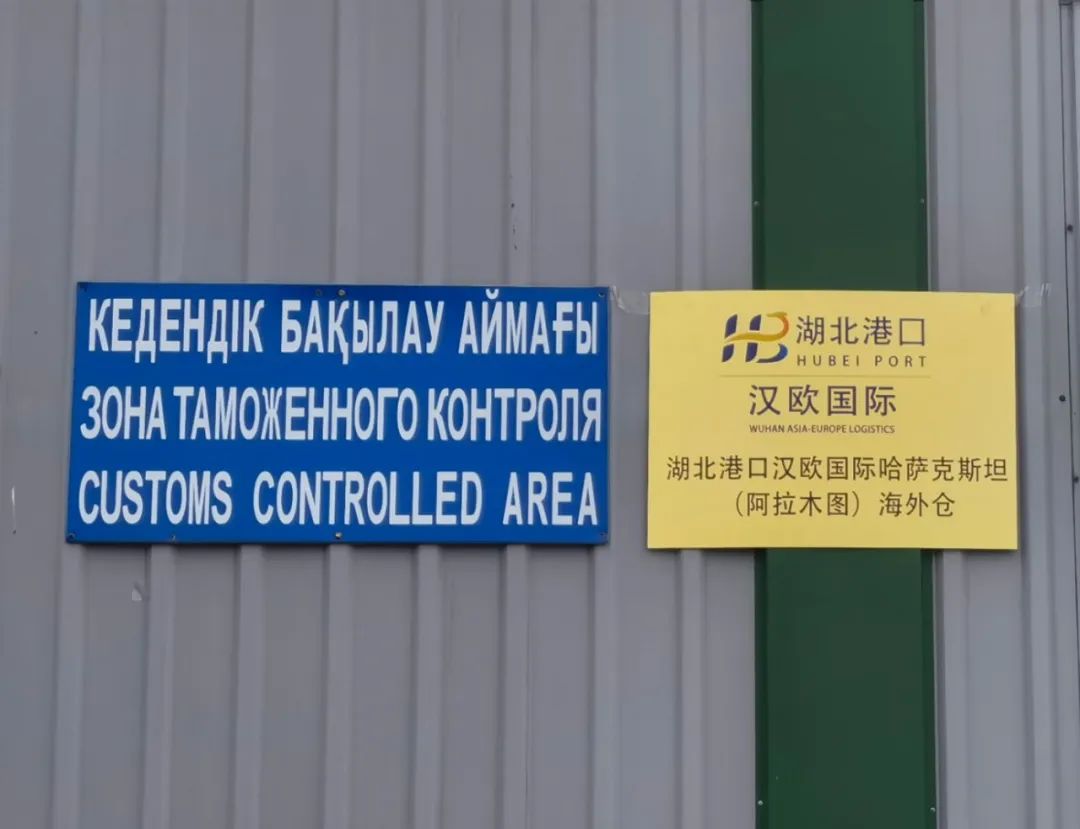 КЕДЕНДІК БАҚЫЛАУ АЙМАҒЫ
ЗОНА ТАМОЖЕННОГО КОНТРОЛЯ
CUSTOMS CONTROLLED AREA
湖北港口
HUBEI PORT
汉欧国际
WUHAN ASIA-EUROPE LOGISTICS
湖北港口汉欧国际哈萨克斯坦
（阿拉木图）海外仓